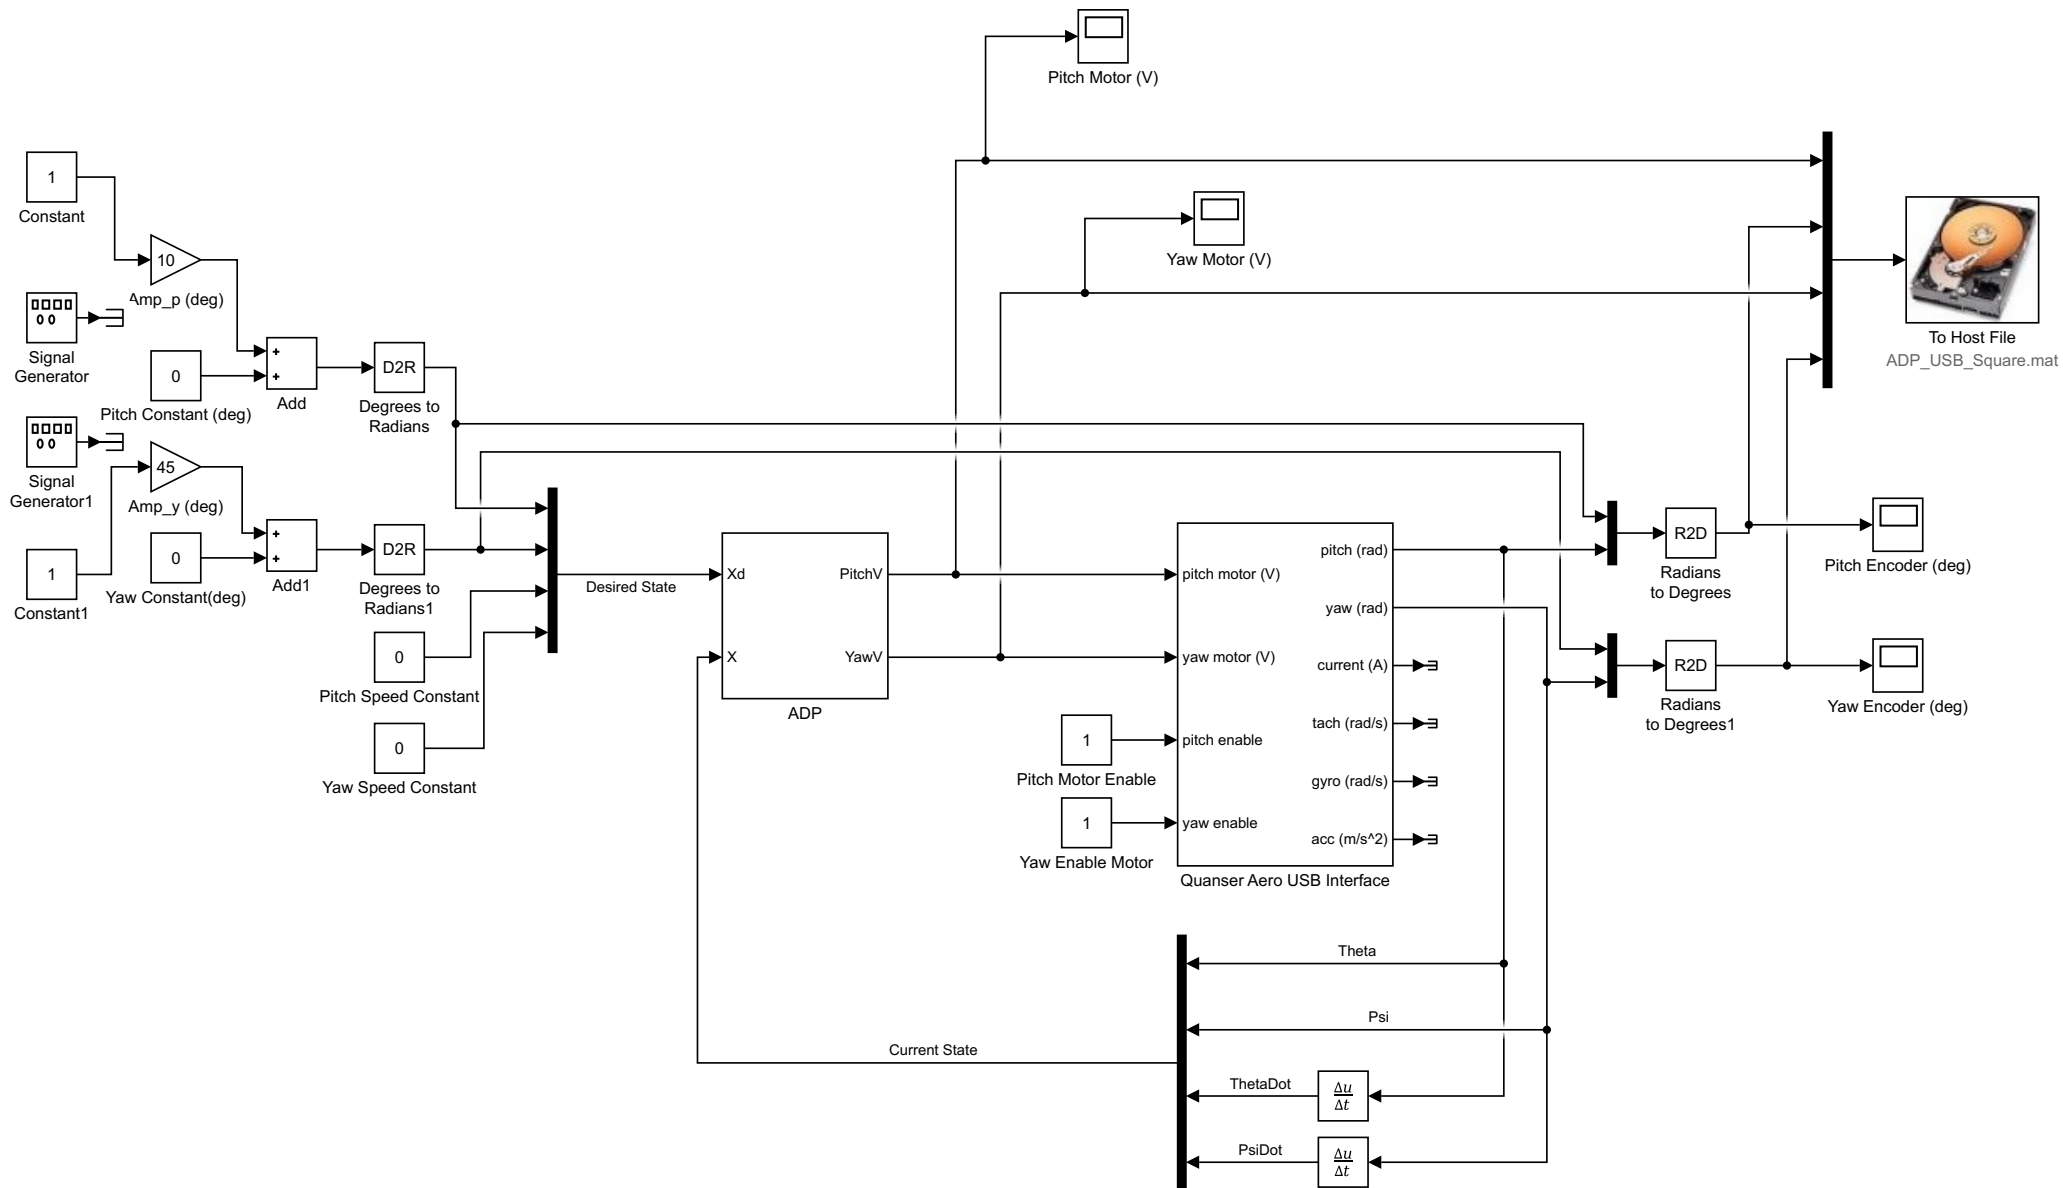 Pitch Motor (V)
1
Constant
10
Amp_p (deg)
Signal
Generator
0
Pitch Constant (deg)
+
+
Add
D2R
Degrees to
Radians
Signal
Generator1
45
Amp_y (deg)
1
Constant1
0
Yaw Constant(deg)
+
+
Add1
D2R
Degrees to
Radians1
0
Pitch Speed Constant
0
Yaw Speed Constant
Desired State
Xd
X
PitchV
YawV
ADP
Yaw Motor (V)
1
Pitch Motor Enable
1
Yaw Enable Motor
pitch motor (V)
yaw motor (V)
pitch enable
yaw enable
pitch (rad)
yaw (rad)
current (A)
tach (rad/s)
gyro (rad/s)
acc (m/s^2)
Quanser Aero USB Interface
R2D
Radians
to Degrees
R2D
Radians
to Degrees1
To Host File
ADP_USB_Square.mat
Pitch Encoder (deg)
Yaw Encoder (deg)
Theta
Psi
Current State
ThetaDot
Δu
Δt
PsiDot
Δu
Δt